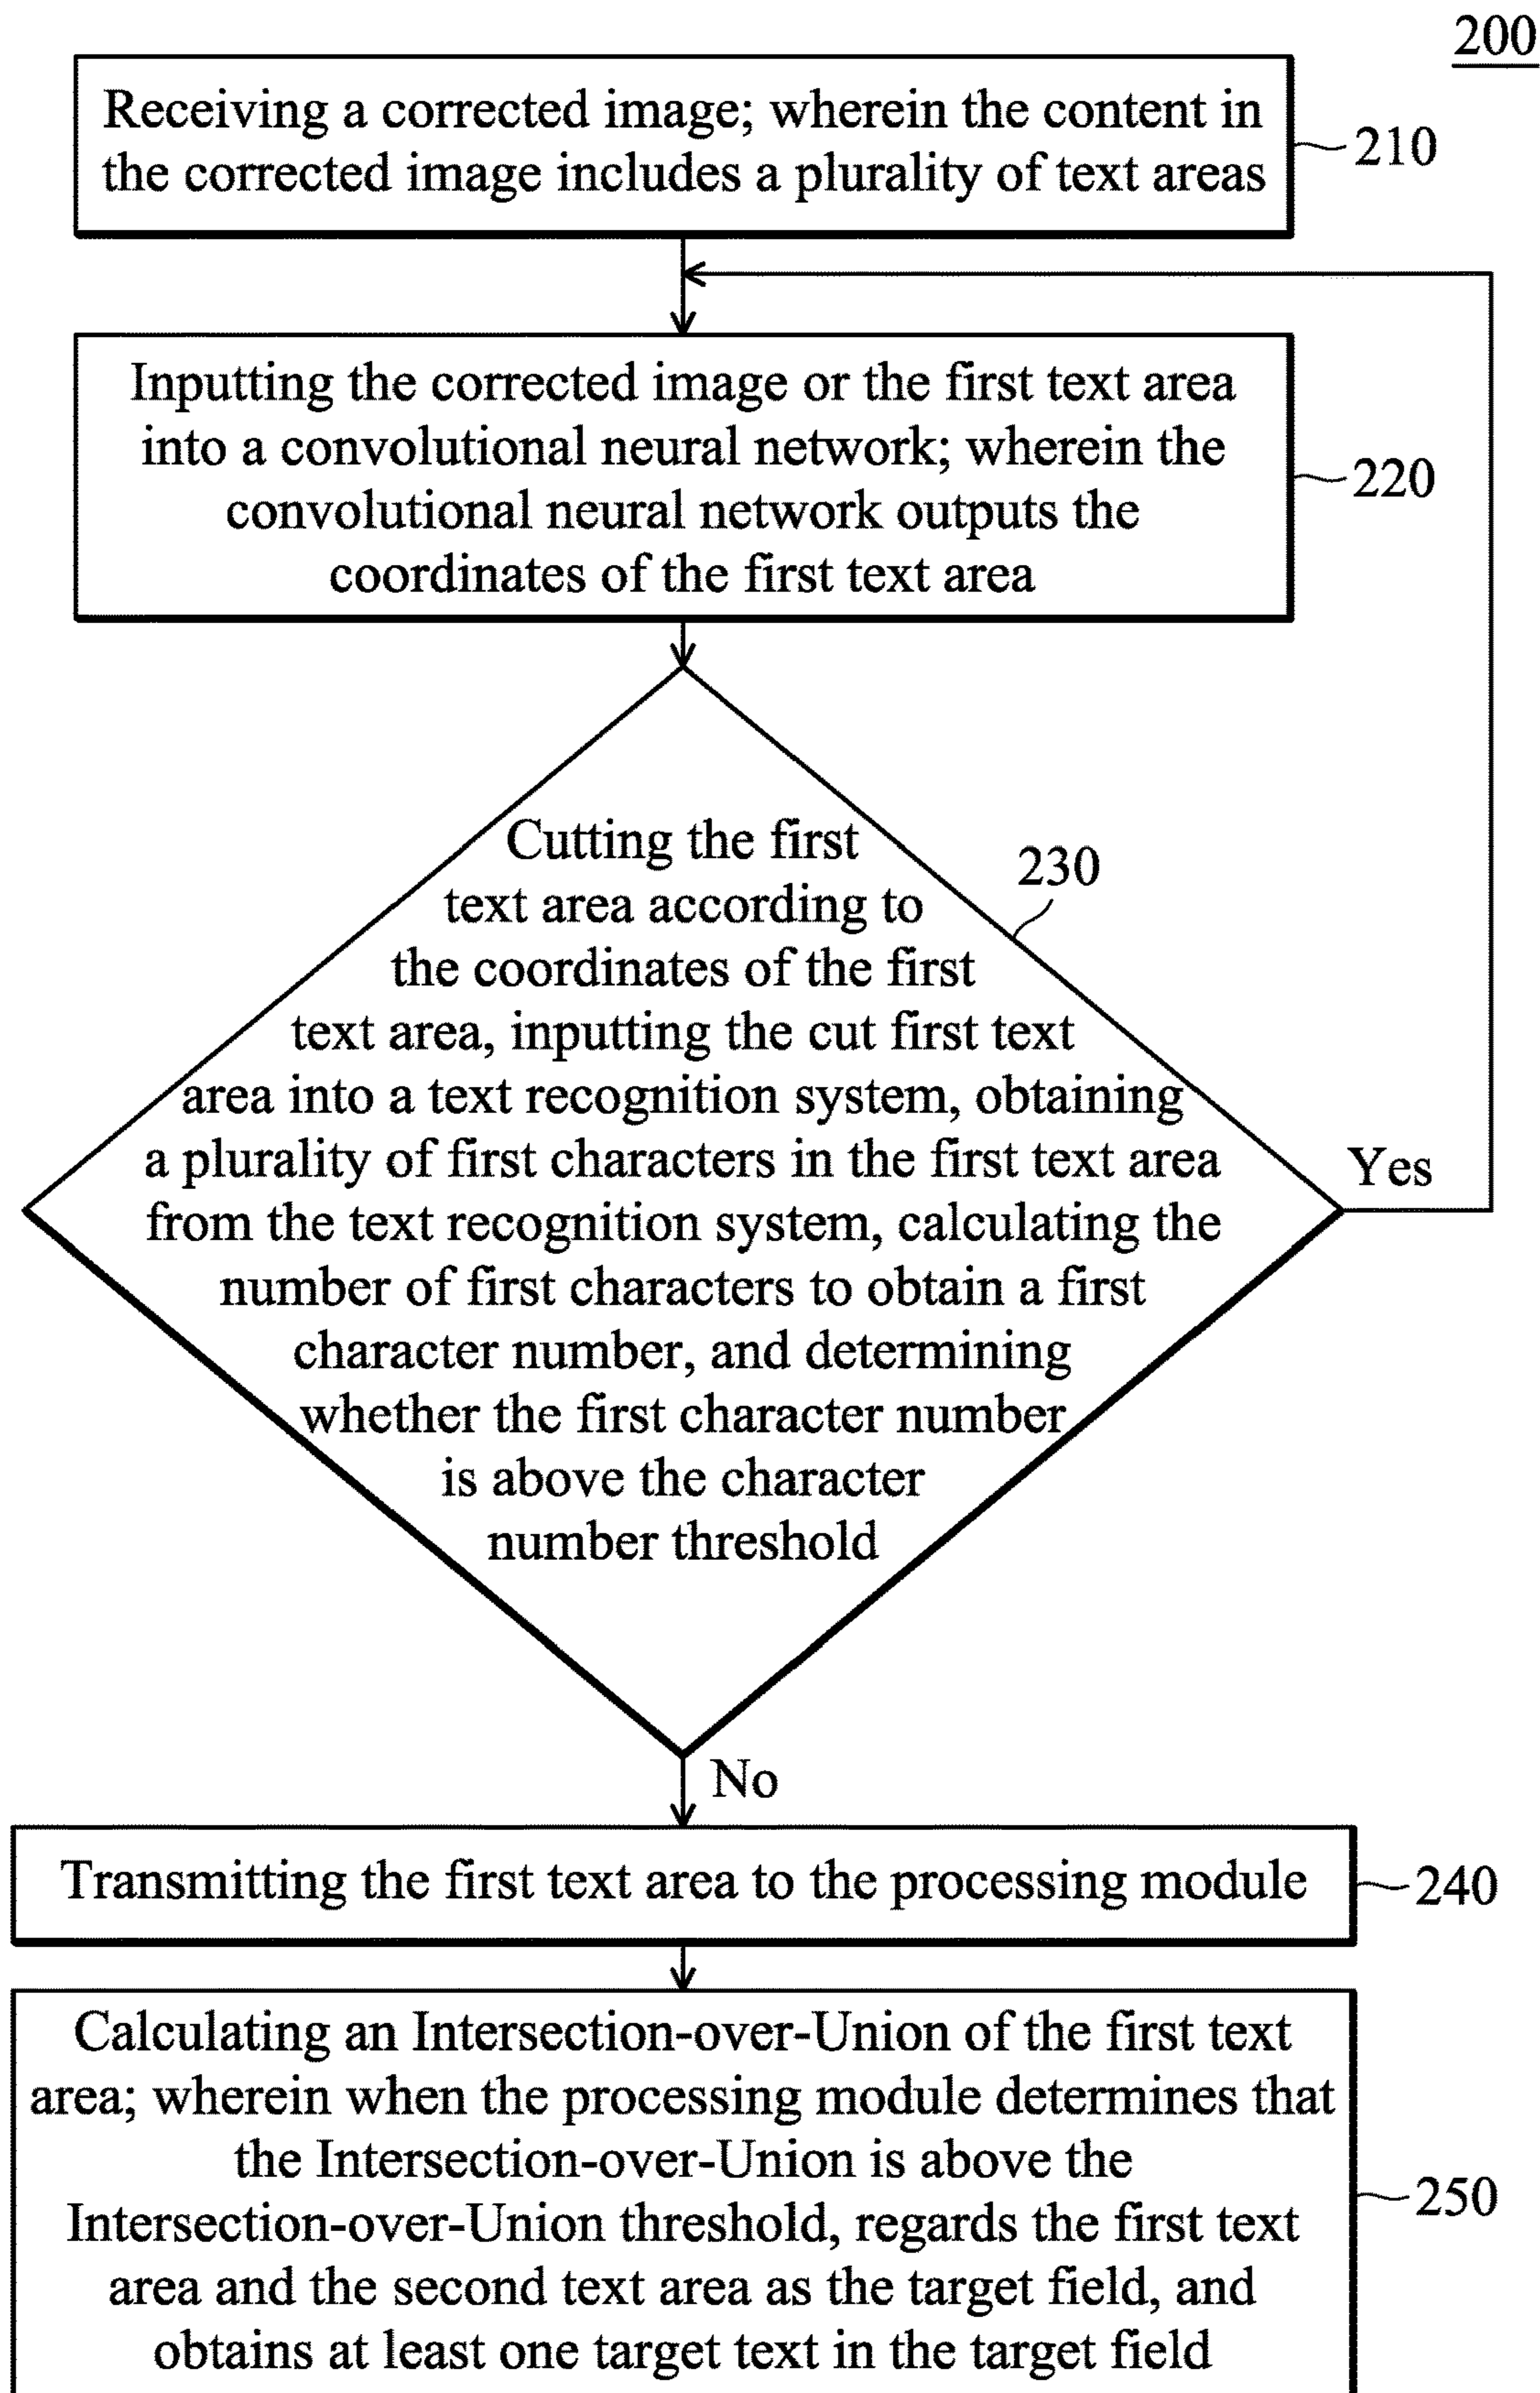 200
Receiving a corrected image; wherein the content in
the corrected image includes a plurality of text areas
210
Inputting the corrected image or the first text area
into a convolutional neural network; wherein the
convolutional neural network outputs the
coordinates of the first text area
220
Cutting the first
text area according to
the coordinates of the first
text area, inputting the cut first text
area into a text recognition system, obtaining
a plurality of first characters in the first text area
from the text recognition system, calculating the
number of first characters to obtain a first
character number, and determining
whether the first character number
is above the character
number threshold
230
Yes
No
Transmitting the first text area to the processing module
240
Calculating an Intersection-over-Union of the first text
area; wherein when the processing module determines that
the Intersection-over-Union is above the
Intersection-over-Union threshold, regards the first text
area and the second text area as the target field, and
obtains at least one target text in the target field
250